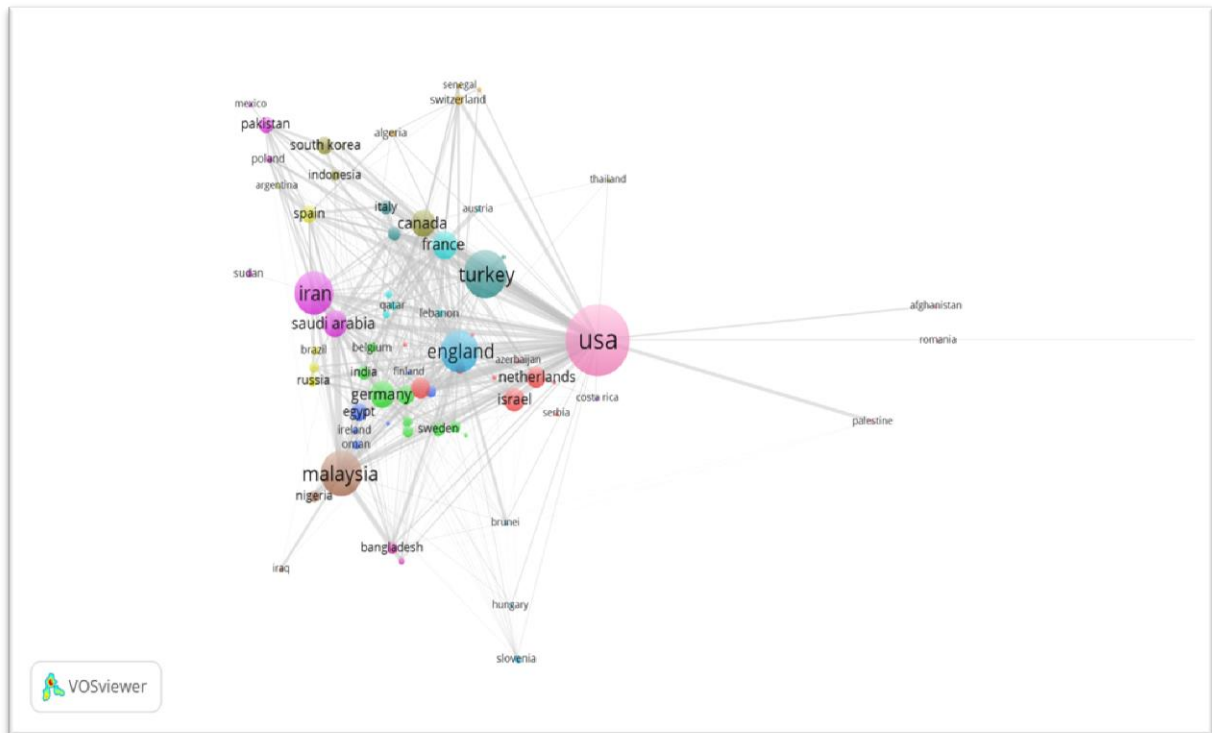 senegal
switzerland
mexico
pakistan
algeria
south korea
poland
indonesia
argentina
thailand
spain
italy
austria
canada
france
sudan
turkey
iran
qatar
lebanon
afghanistan
saudi arabia
usa
romania
brazil
belgium
england
azerbaijan
russia
india
finland
netherlands
germany
israel
costa rica
egypt
serbia
palestine
ireland
sweden
oman
malaysia
nigeria
brunei
bangladesh
iraq
hungary
slovenia
VOSviewer